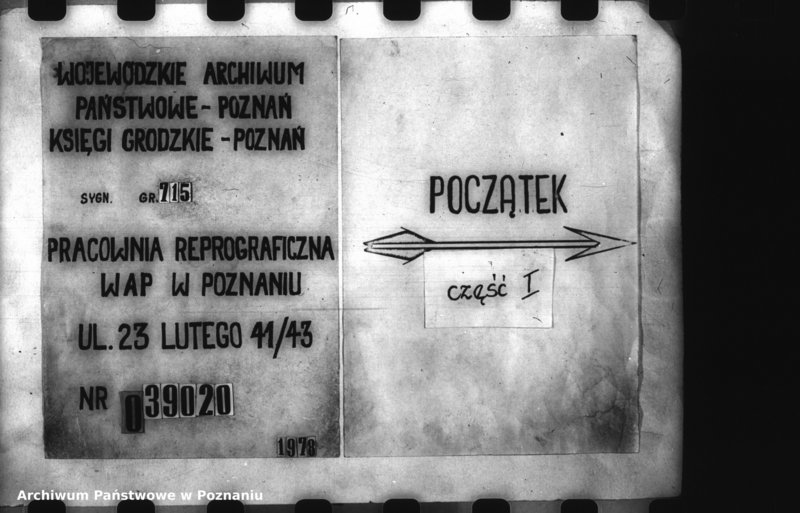 WOJEWÓDZKIE ARCHIWUM
PAŃSTWOWE - POZNAŃ
KSIĘGI GRODZKIE - POZNAŃ
SYGN. GR. 715
PRACOWNIA REPROGRAFICZNA
WAP W POZNANIU
UL. 23 LUTEGO 41/43
NR 039020
1978
POCZĄTEK
część I
Archiwum Państwowe w Poznaniu